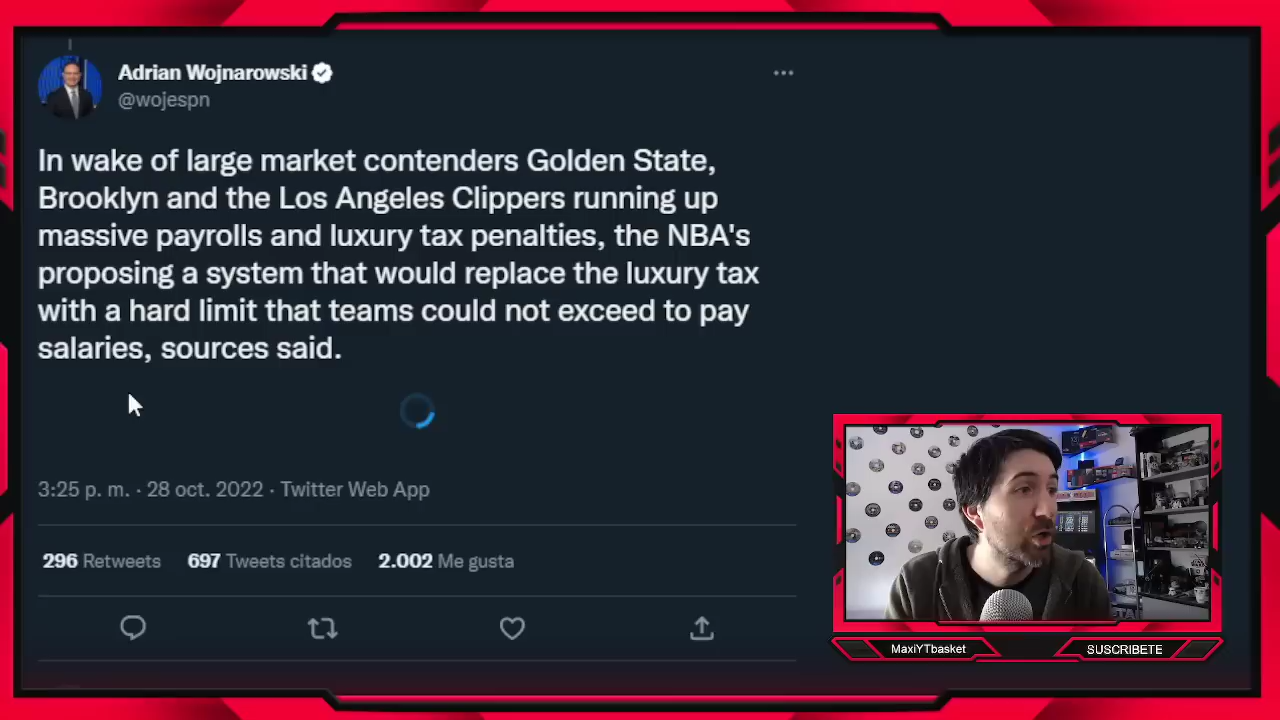 Adrian Wojnarowski
@wojespn
In wake of large market contenders Golden State,
Brooklyn and the Los Angeles Clippers running up
massive payrolls and luxury tax penalties, the NBA's
proposing a system that would replace the luxury tax
with a hard limit that teams could not exceed to pay
salaries, sources said.
3:25 p. m. · 28 oct. 2022 · Twitter Web App
296 Retweets 697 Tweets citados 2.002 Me gusta
MaxiYTbasket SUSCRIBETE